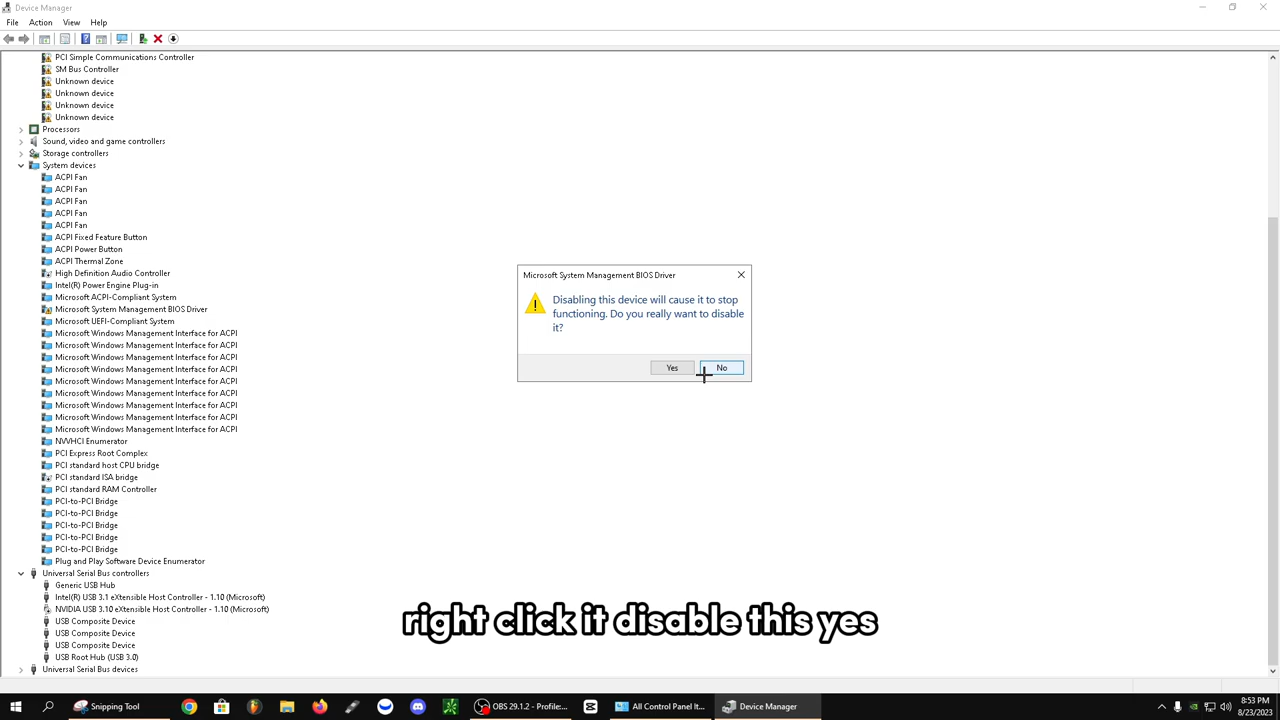 Device Manager
File Action View Help
PCI Simple Communications Controller
SM Bus Controller
Unknown device
Unknown device
Unknown device
Unknown device
Processors
Sound, video and game controllers
Storage controllers
System devices
ACPI Fan
ACPI Fan
ACPI Fan
ACPI Fan
ACPI Fan
ACPI Fixed Feature Button
ACPI Power Button
ACPI Thermal Zone
High Definition Audio Controller
Intel(R) Power Engine Plug-in
Microsoft ACPI-Compliant System
Microsoft System Management BIOS Driver
Microsoft UEFI-Compliant System
Microsoft Windows Management Interface for ACPI
Microsoft Windows Management Interface for ACPI
Microsoft Windows Management Interface for ACPI
Microsoft Windows Management Interface for ACPI
Microsoft Windows Management Interface for ACPI
Microsoft Windows Management Interface for ACPI
Microsoft Windows Management Interface for ACPI
Microsoft Windows Management Interface for ACPI
Microsoft Windows Management Interface for ACPI
NVVHCI Enumerator
PCI Express Root Complex
PCI standard host CPU bridge
PCI standard ISA bridge
PCI standard RAM Controller
PCI-to-PCI Bridge
PCI-to-PCI Bridge
PCI-to-PCI Bridge
PCI-to-PCI Bridge
PCI-to-PCI Bridge
Plug and Play Software Device Enumerator
Universal Serial Bus controllers
Generic USB Hub
Intel(R) USB 3.1 eXtensible Host Controller - 1.10 (Microsoft)
NVIDIA USB 3.10 eXtensible Host Controller - 1.10 (Microsoft)
USB Composite Device
USB Composite Device
USB Composite Device
USB Root Hub (USB 3.0)
Universal Serial Bus devices
Microsoft System Management BIOS Driver
Disabling this device will cause it to stop
functioning. Do you really want to disable
it?
Yes No
right click it disable this yes
Snipping Tool
OBS 29.1.2 - Profile:...
All Control Panel It...
Device Manager
8:53 PM
8/23/2023